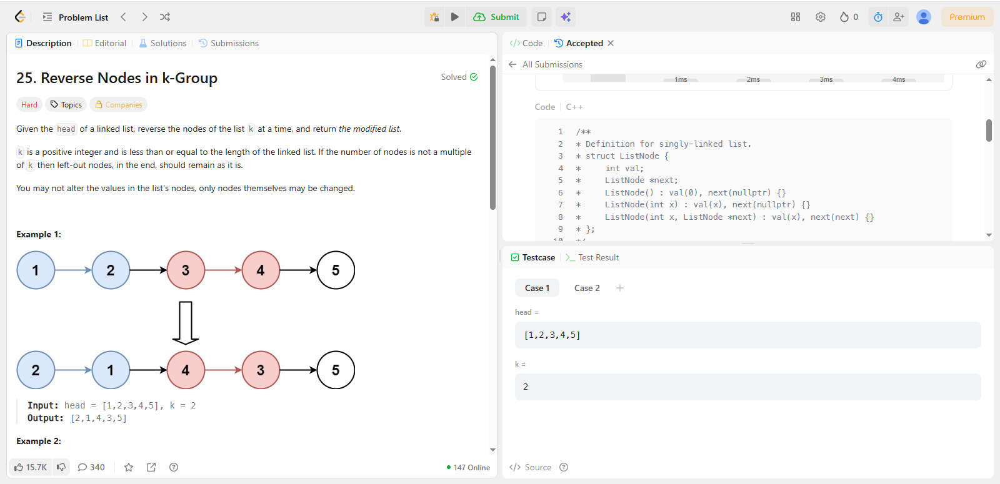 Problem List
Submit
0
Premium
Description
Editorial
Solutions
Submissions
25. Reverse Nodes in k-Group
Solved
Hard
Topics
Companies
Given the head of a linked list, reverse the nodes of the list k at a time, and return the modified list.
k is a positive integer and is less than or equal to the length of the linked list. If the number of nodes is not a multiple
of k then left-out nodes, in the end, should remain as it is.
You may not alter the values in the list's nodes, only nodes themselves may be changed.
Example 1:
1 2 3 4 5
2 1 4 3 5
Input: head = [1,2,3,4,5], k = 2
Output: [2,1,4,3,5]
Example 2:
15.7K
340
147 Online
</> Code
Accepted
All Submissions
1ms 2ms 3ms 4ms
Code
C++
1 /**
2 * Definition for singly-linked list.
3 * struct ListNode {
4 * int val;
5 * ListNode *next;
6 * ListNode() : val(0), next(nullptr) {}
7 * ListNode(int x) : val(x), next(nullptr) {}
8 * ListNode(int x, ListNode *next) : val(x), next(next) {}
9 * };
10 */
Testcase
Test Result
Case 1
Case 2
+
head =
[1,2,3,4,5]
k =
2
</> Source